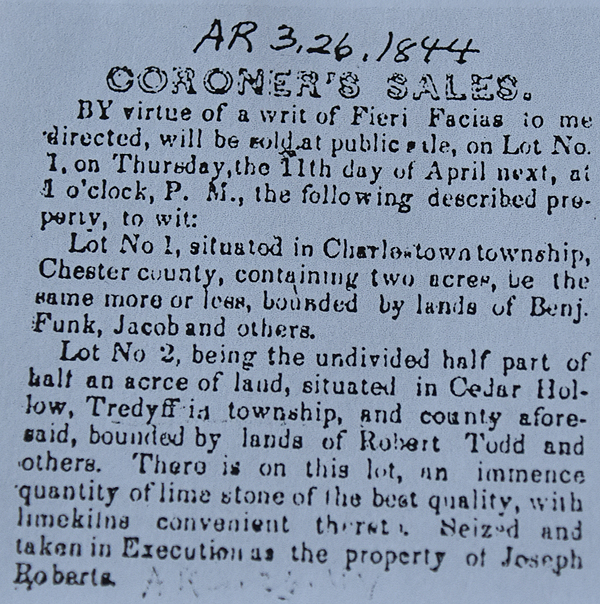 AR 3.26.1844
CORONER'S SALES.
BY virtue of a writ of Fieri Facias to me
directed, will be sold at public sale, on Lot No.
1, on Thursday, the 11th day of April next, at
1 o'clock, P. M., the following described pro-
perty, to wit:
Lot No 1, situated in Charlestown township,
Chester county, containing two acres, be the
same more or less, bounded by lands of Benj.
Funk, Jacob and others.
Lot No 2, being the undivided half part of
half an acrce of land, situated in Cedar Hol-
low, Tredyffrin township, and county afore-
said, bounded by lands of Robert Todd and
others. There is on this lot, an immence
quantity of lime stone of the best quality, with
limekilns convenient thereto. Seized and
taken in Execution as the property of Joseph
Roberts.